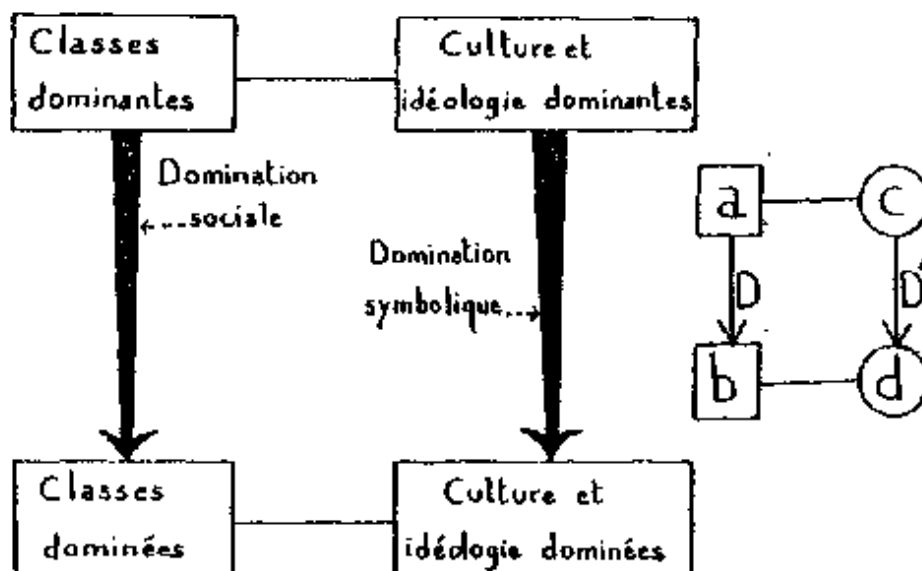 Classes
dominantes
Culture et
idéologie dominantes
Domination
sociale
Domination
symbolique
Classes
dominées
Culture et
idéologie dominées
a
c
D
D'
b
d